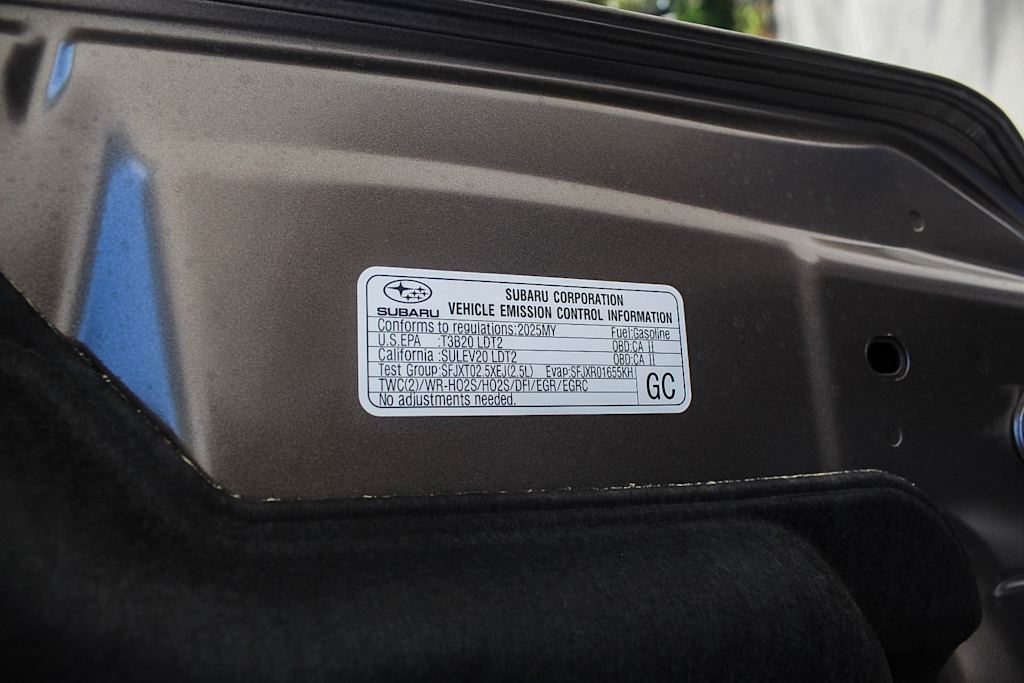 SUBARU
SUBARU CORPORATION
VEHICLE EMISSION CONTROL INFORMATION
Conforms to regulations:2025MY Fuel:Gasoline
U.S.EPA :T3B20 LDT2 OBD:CA II
California :SULEV20 LDT2 OBD:CA II
Test Group:SFJXT02.5XEJ(2.5L) Evap:SFJXR01655KH
TWC(2)/WR-HO2S/HO2S/DFI/EGR/EGRC
No adjustments needed.
GC